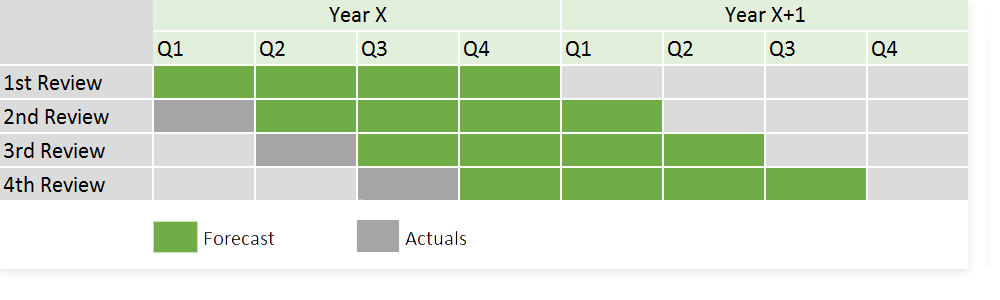 Year X Year X+1
Q1 Q2 Q3 Q4 Q1 Q2 Q3 Q4
1st Review
2nd Review
3rd Review
4th Review
Forecast Actuals